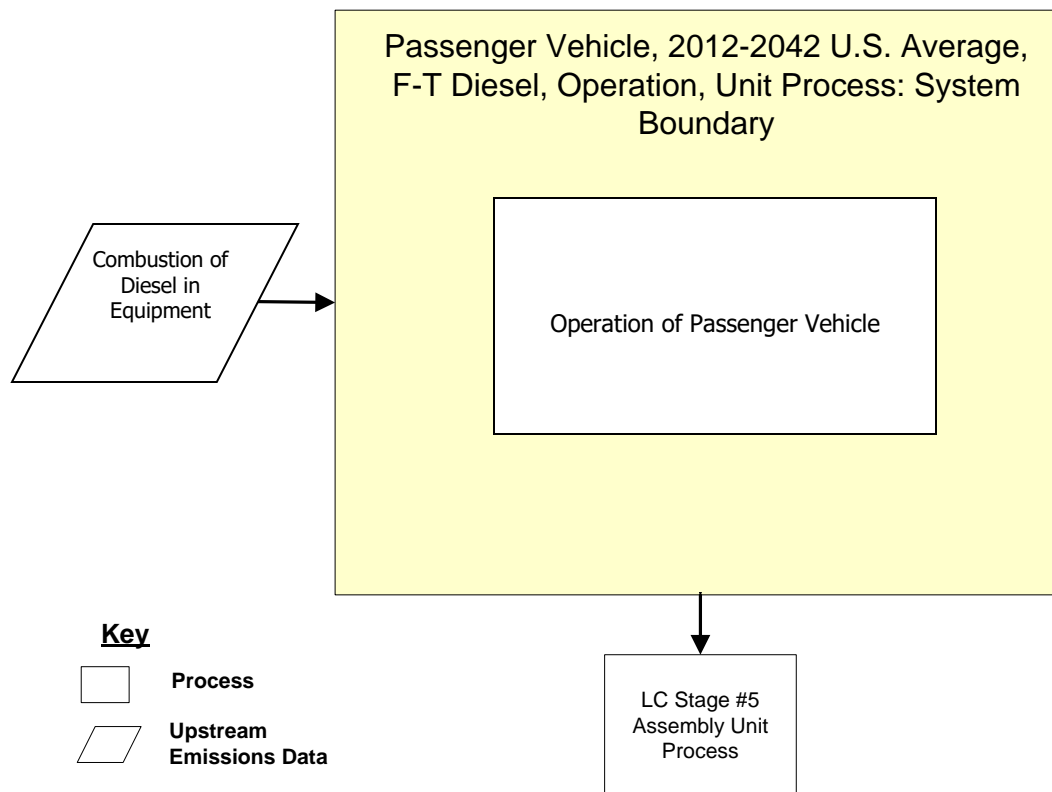 Passenger Vehicle, 2012-2042 U.S. Average,
F-T Diesel, Operation, Unit Process: System
Boundary
Combustion of
Diesel in
Equipment
Operation of Passenger Vehicle
Key
Process
Upstream
Emissions Data
LC Stage #5
Assembly Unit
Process